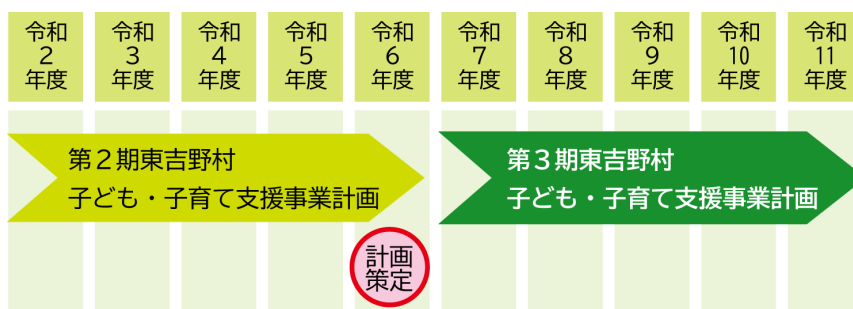 令和
2
年度
令和
3
年度
令和
4
年度
令和
5
年度
令和
6
年度
令和
7
年度
令和
8
年度
令和
9
年度
令和
10
年度
令和
11
年度
第2期東吉野村
子ども・子育て支援事業計画
第3期東吉野村
子ども・子育て支援事業計画
計画
策定